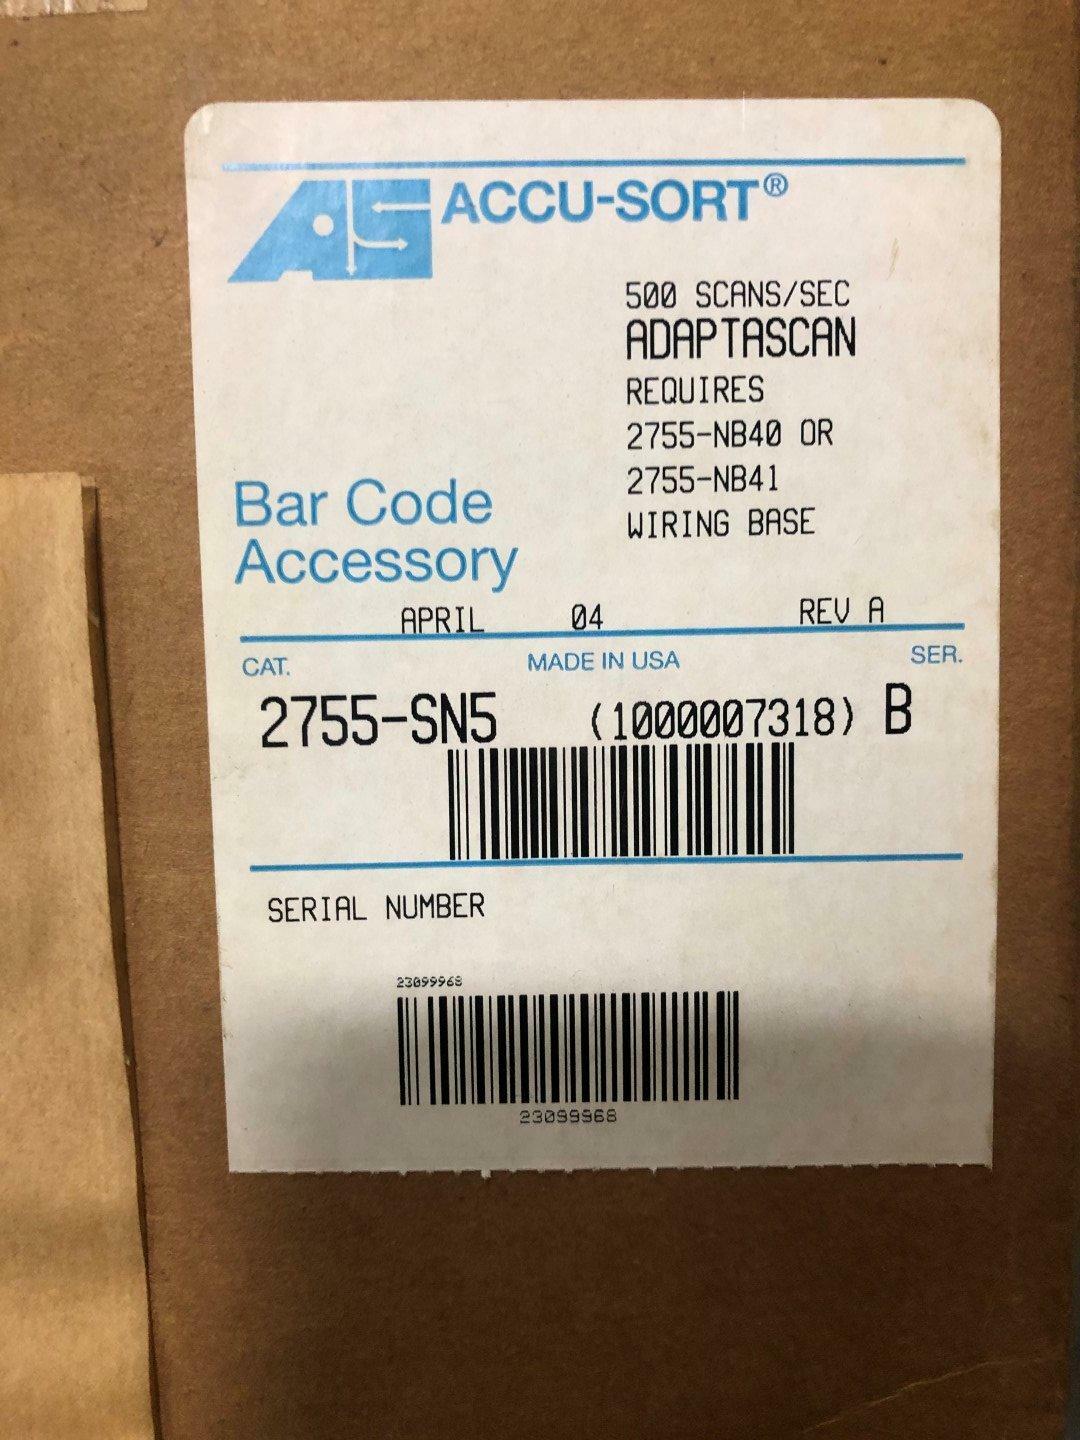 AS ACCU-SORT®
500 SCANS/SEC
ADAPTASCAN
REQUIRES
2755-NB40 OR
2755-NB41
WIRING BASE
Bar Code
Accessory
APRIL 04 REV A
CAT. MADE IN USA SER.
2755-SN5 (1000007318) B
SERIAL NUMBER
23099968
23099968